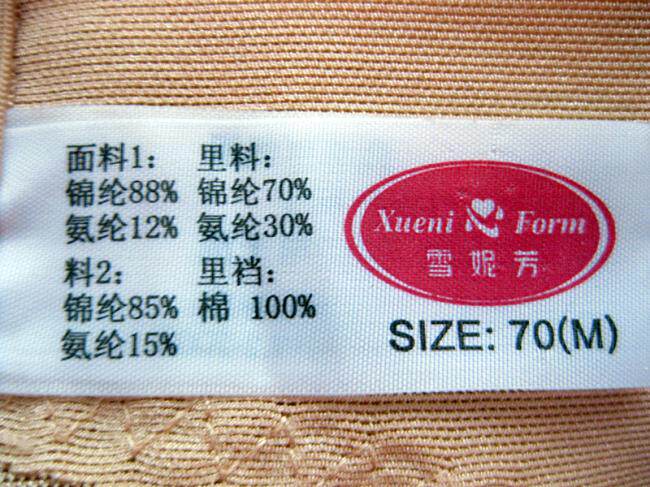 面料1： 里料：
锦纶88% 锦纶70%
氨纶12% 氨纶30%
料2： 里裆：
锦纶85% 棉 100%
氨纶15%
Xueni Form
雪妮芳
SIZE: 70(M)